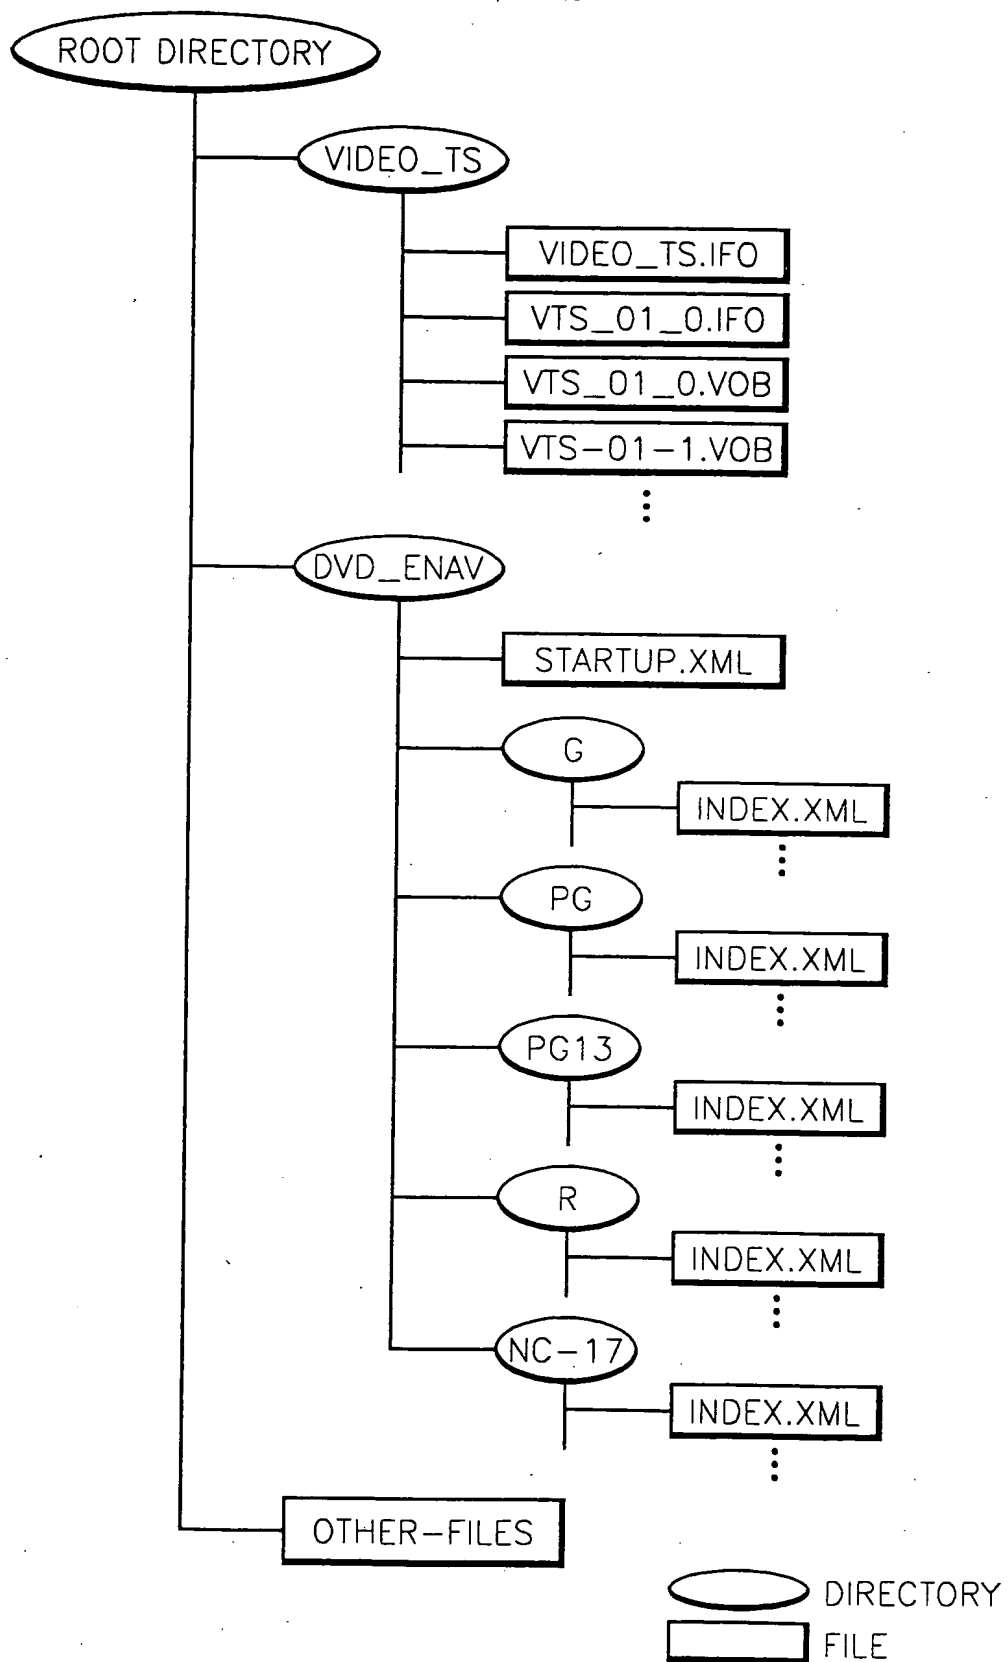 ROOT DIRECTORY
VIDEO_TS
VIDEO_TS.IFO
VTS_01_0.IFO
VTS_01_0.VOB
VTS-01-1.VOB
DVD_ENAV
STARTUP.XML
G
INDEX.XML
PG
INDEX.XML
PG13
INDEX.XML
R
INDEX.XML
NC-17
INDEX.XML
OTHER-FILES
DIRECTORY
FILE